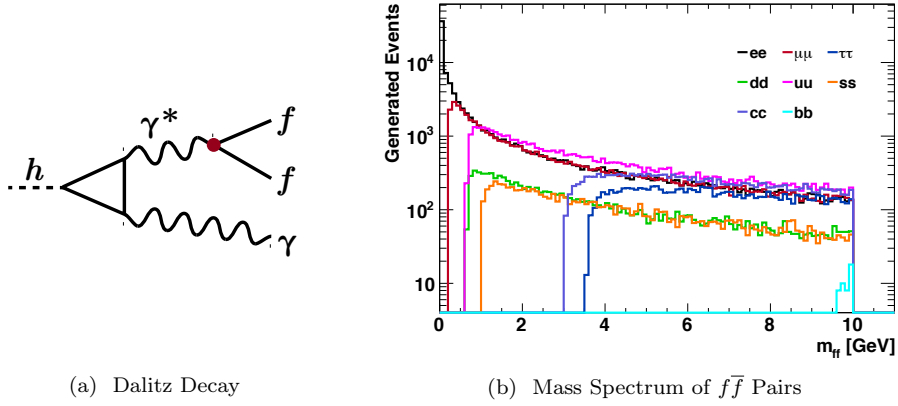 h
γ*
f
f
γ
(a) Dalitz Decay
Generated Events
10⁴
10³
10²
10
0 2 4 6 8 10
m_ff [GeV]
ee μμ ττ
dd uu ss
cc bb
(b) Mass Spectrum of f f̅ Pairs